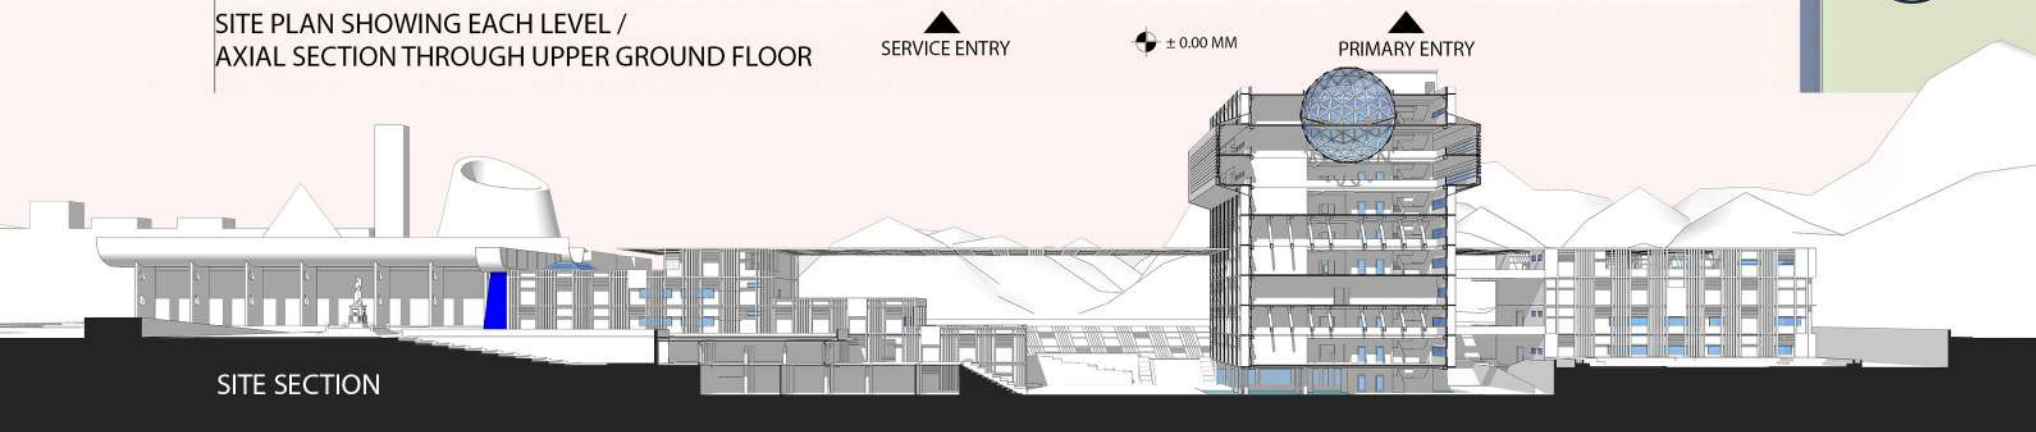 SITE PLAN SHOWING EACH LEVEL /
AXIAL SECTION THROUGH UPPER GROUND FLOOR
SERVICE ENTRY
± 0.00 MM
PRIMARY ENTRY
SITE SECTION